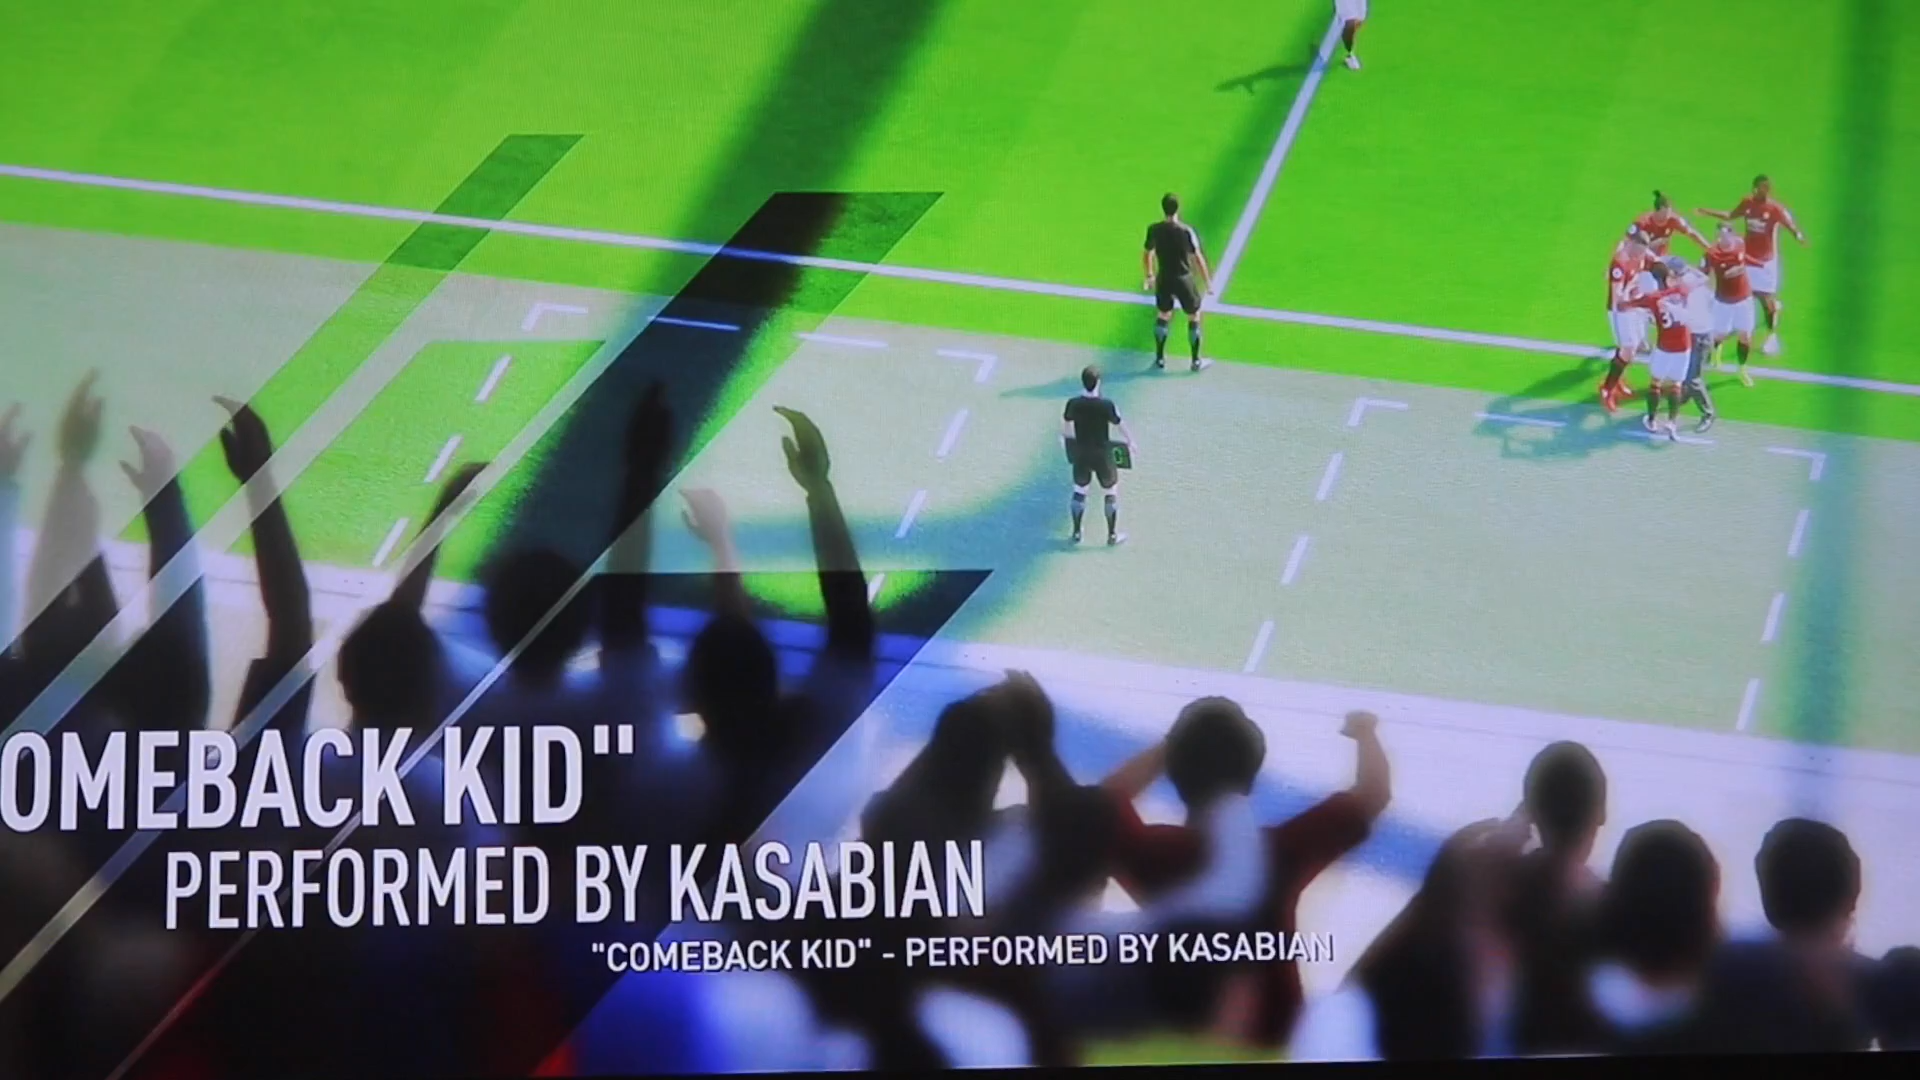 OMEBACK KID"
PERFORMED BY KASABIAN
"COMEBACK KID" - PERFORMED BY KASABIAN